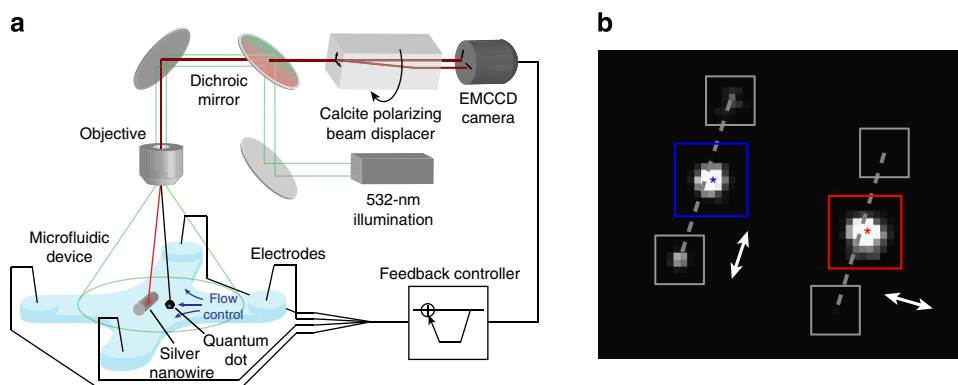 a
b
Dichroic
mirror
Calcite polarizing
beam displacer
EMCCD
camera
Objective
532-nm
illumination
Microfluidic
device
Electrodes
Feedback controller
Flow
control
Silver
nanowire
Quantum
dot
*
*